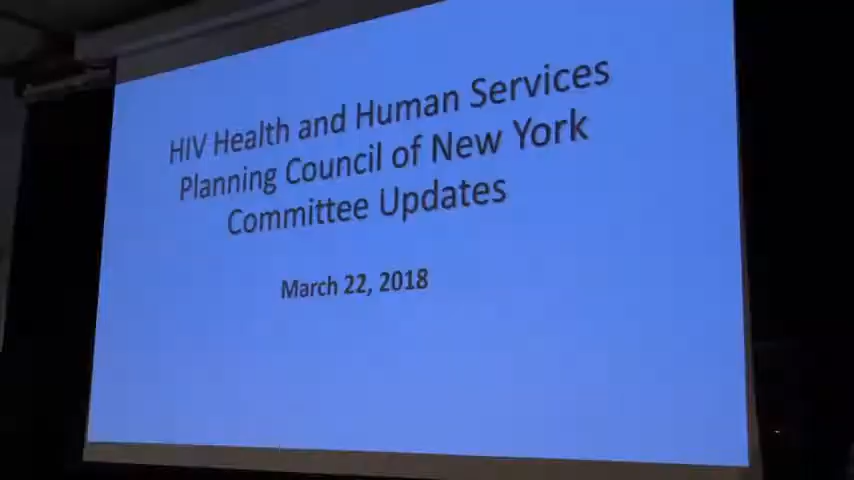 HIV Health and Human Services
Planning Council of New York
Committee Updates
March 22, 2018